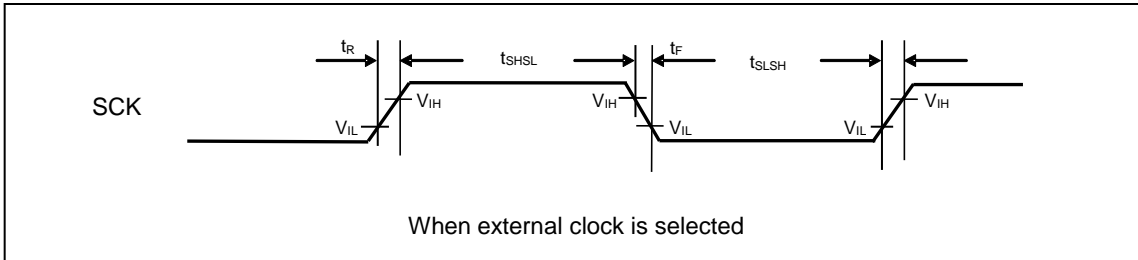 tR tSHSL tF tSLSH
SCK VIL VIH VIH VIL VIL VIH
When external clock is selected